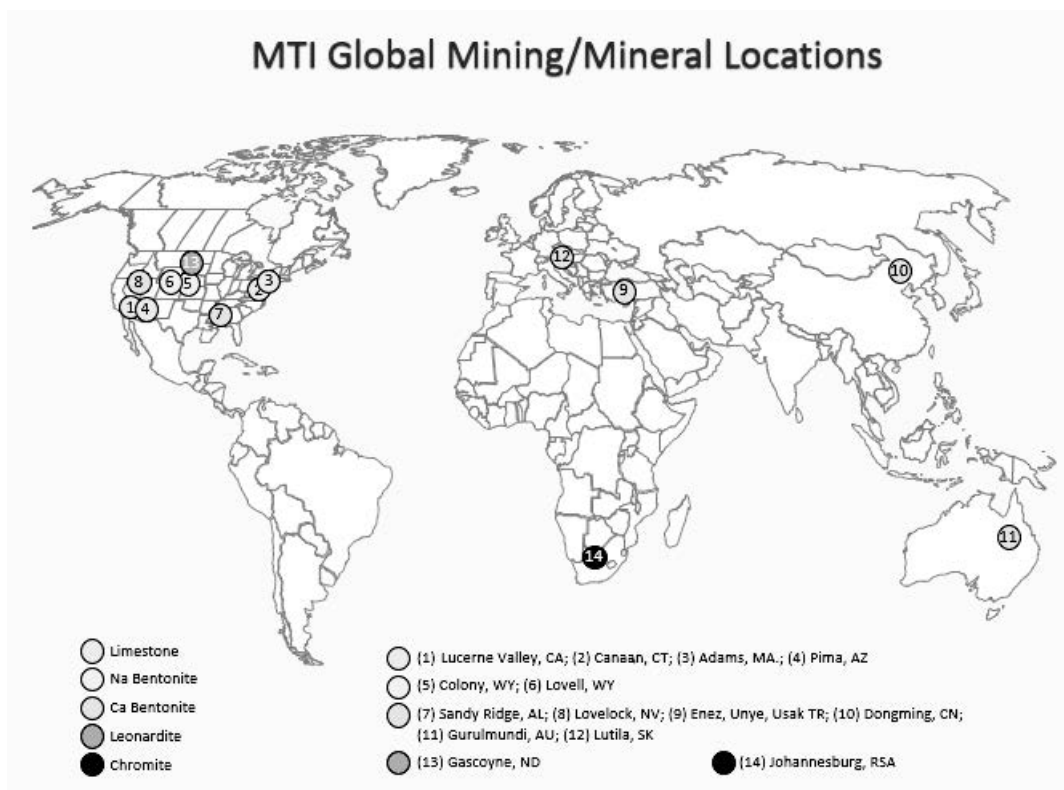 MTI Global Mining/Mineral Locations
13
12
8
6
5
3
2
10
9
1
4
7
11
14
Limestone
Na Bentonite
Ca Bentonite
Leonardite
Chromite
(1) Lucerne Valley, CA; (2) Canaan, CT; (3) Adams, MA.; (4) Pima, AZ
(5) Colony, WY; (6) Lovell, WY
(7) Sandy Ridge, AL; (8) Lovelock, NV; (9) Enez, Unye, Usak TR; (10) Dongming, CN;
(11) Gurulmundi, AU; (12) Lutila, SK
(13) Gascoyne, ND
(14) Johannesburg, RSA